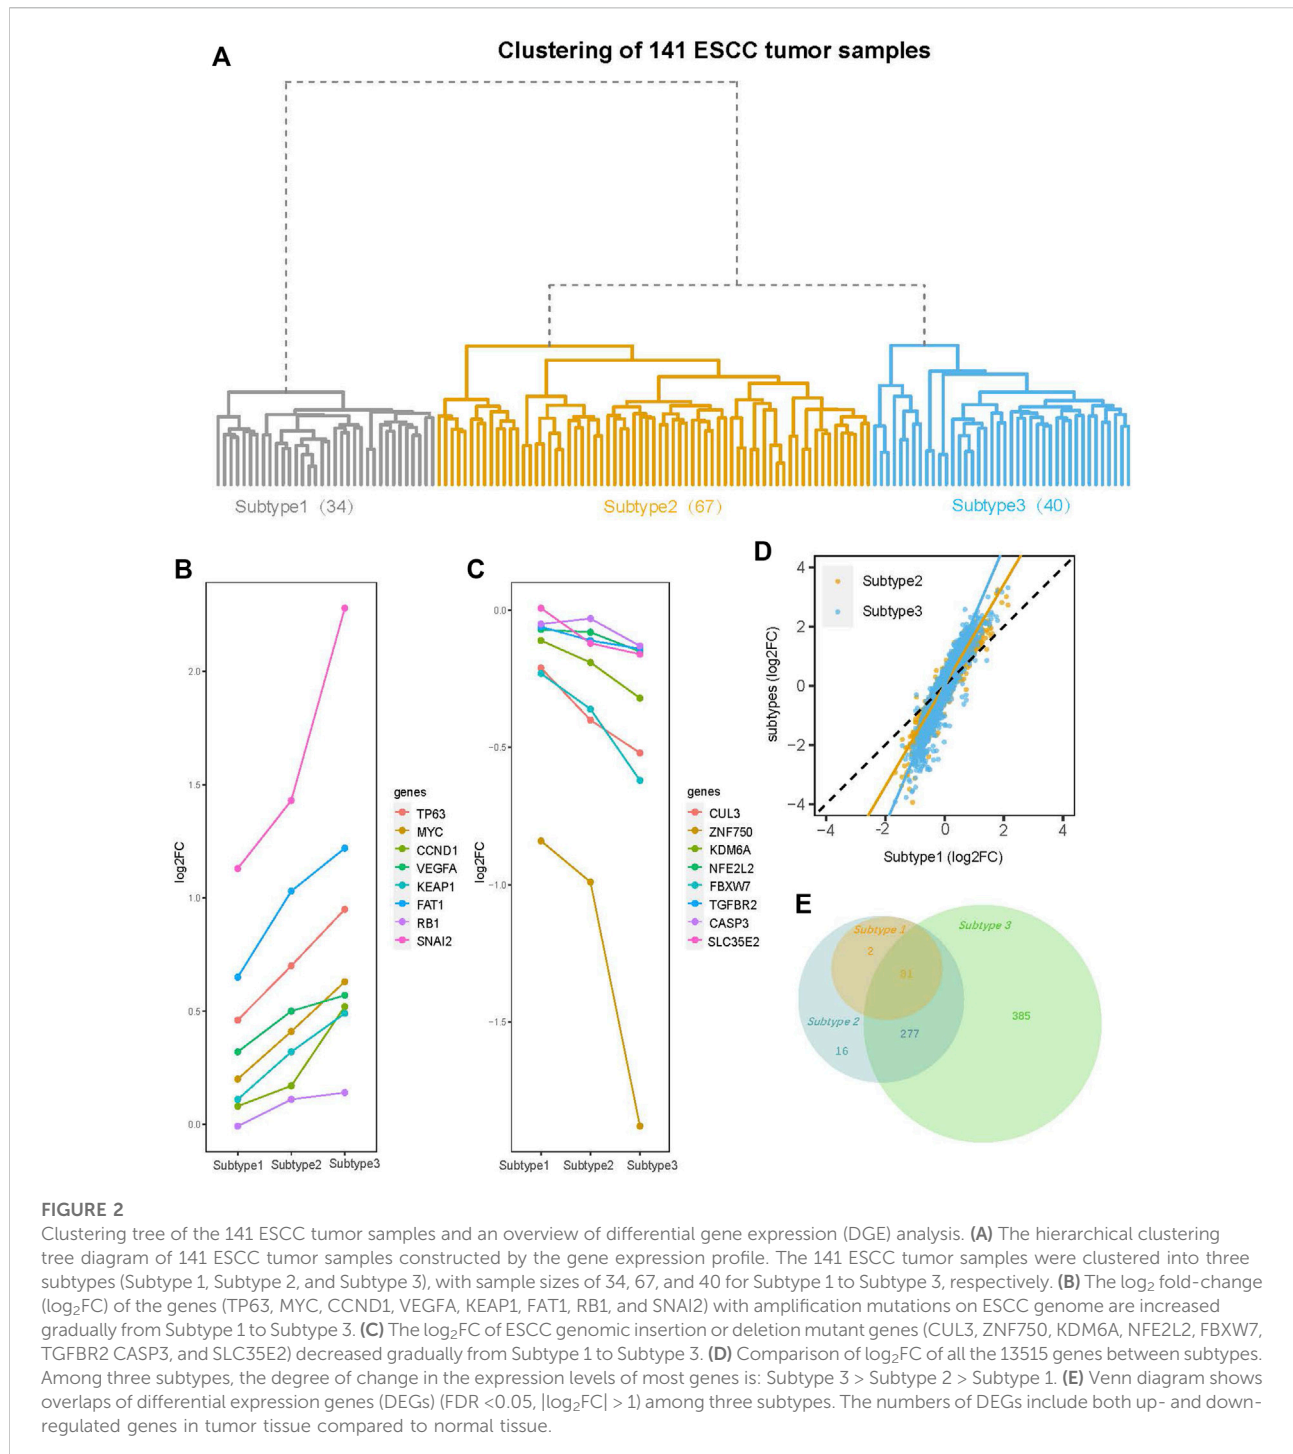 A
Clustering of 141 ESCC tumor samples
Subtype1 (34)
Subtype2 (67)
Subtype3 (40)
B
2.0
1.5
1.0
0.5
0.0
log2FC
Subtype1
Subtype2
Subtype3
genes
TP63
MYC
CCND1
VEGFA
KEAP1
FAT1
RB1
SNAI2
C
0.0
−0.5
−1.0
−1.5
log2FC
Subtype1
Subtype2
Subtype3
genes
CUL3
ZNF750
KDM6A
NFE2L2
FBXW7
TGFBR2
CASP3
SLC35E2
D
Subtype2
Subtype3
4
2
0
−2
−4
subtypes (log2FC)
−4
−2
0
2
4
Subtype1 (log2FC)
E
Subtype 1
Subtype 3
2
81
385
Subtype 2
277
16
FIGURE 2
Clustering tree of the 141 ESCC tumor samples and an overview of differential gene expression (DGE) analysis. (A) The hierarchical clustering
tree diagram of 141 ESCC tumor samples constructed by the gene expression profile. The 141 ESCC tumor samples were clustered into three
subtypes (Subtype 1, Subtype 2, and Subtype 3), with sample sizes of 34, 67, and 40 for Subtype 1 to Subtype 3, respectively. (B) The log₂ fold-change
(log₂FC) of the genes (TP63, MYC, CCND1, VEGFA, KEAP1, FAT1, RB1, and SNAI2) with amplification mutations on ESCC genome are increased
gradually from Subtype 1 to Subtype 3. (C) The log₂FC of ESCC genomic insertion or deletion mutant genes (CUL3, ZNF750, KDM6A, NFE2L2, FBXW7,
TGFBR2 CASP3, and SLC35E2) decreased gradually from Subtype 1 to Subtype 3. (D) Comparison of log₂FC of all the 13515 genes between subtypes.
Among three subtypes, the degree of change in the expression levels of most genes is: Subtype 3 > Subtype 2 > Subtype 1. (E) Venn diagram shows
overlaps of differential expression genes (DEGs) (FDR <0.05, |log₂FC| > 1) among three subtypes. The numbers of DEGs include both up- and down-
regulated genes in tumor tissue compared to normal tissue.